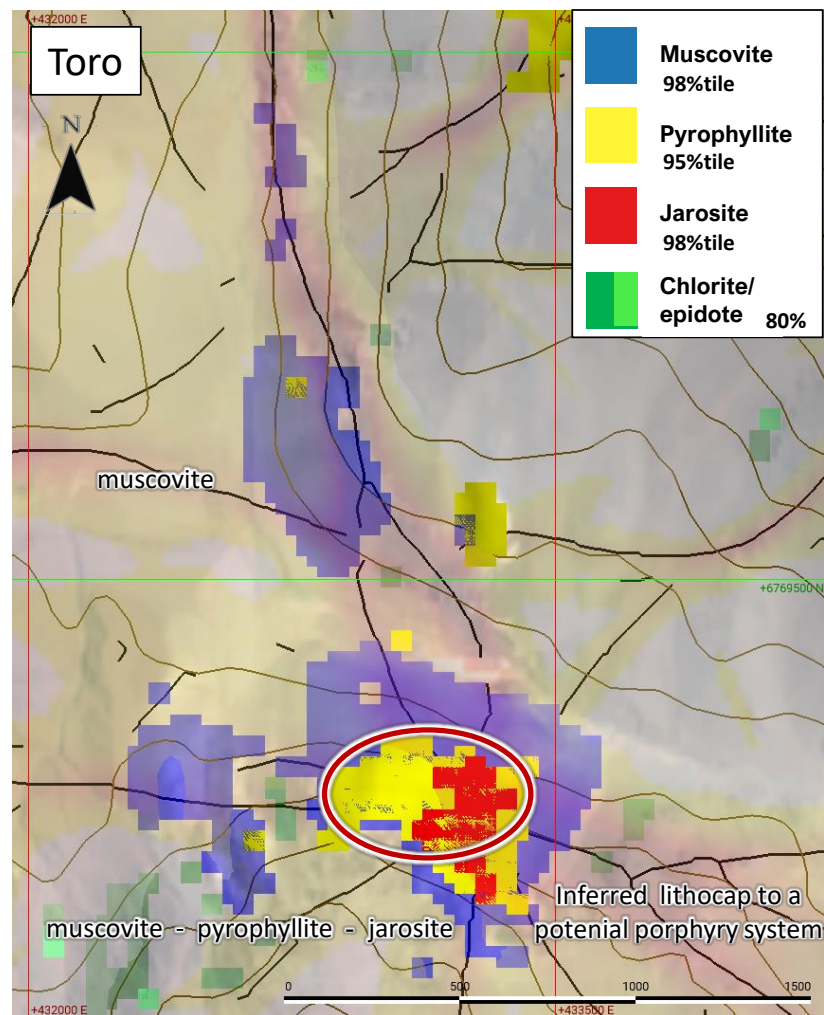 +432000 E
+4
Toro
N
Muscovite
98%tile
Pyrophyllite
95%tile
Jarosite
98%tile
Chlorite/
epidote 80%
muscovite
+6769500 N
Inferred lithocap to a
muscovite - pyrophyllite - jarosite
potenial porphyry system
0 500 1000 1500
+432000 E
+433500 E